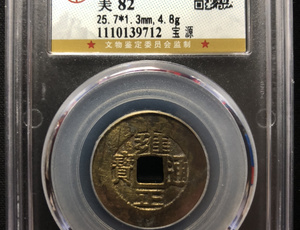 美 82
25.7*1.3mm, 4.8g
1110139712 宝源
★文物鉴定委员会监制★
雍正通寶